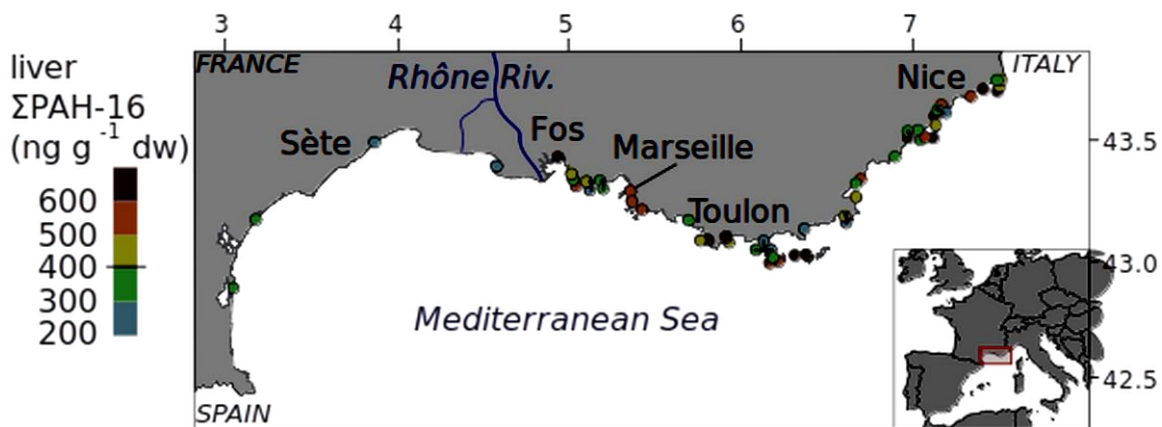 3 4 5 6 7
liver
ΣPAH-16
(ng g⁻¹ dw)
600
500
400
300
200
FRANCE
Rhône Riv.
Nice
ITALY
Sète
Fos
Marseille
Toulon
Mediterranean Sea
SPAIN
43.5
43.0
42.5